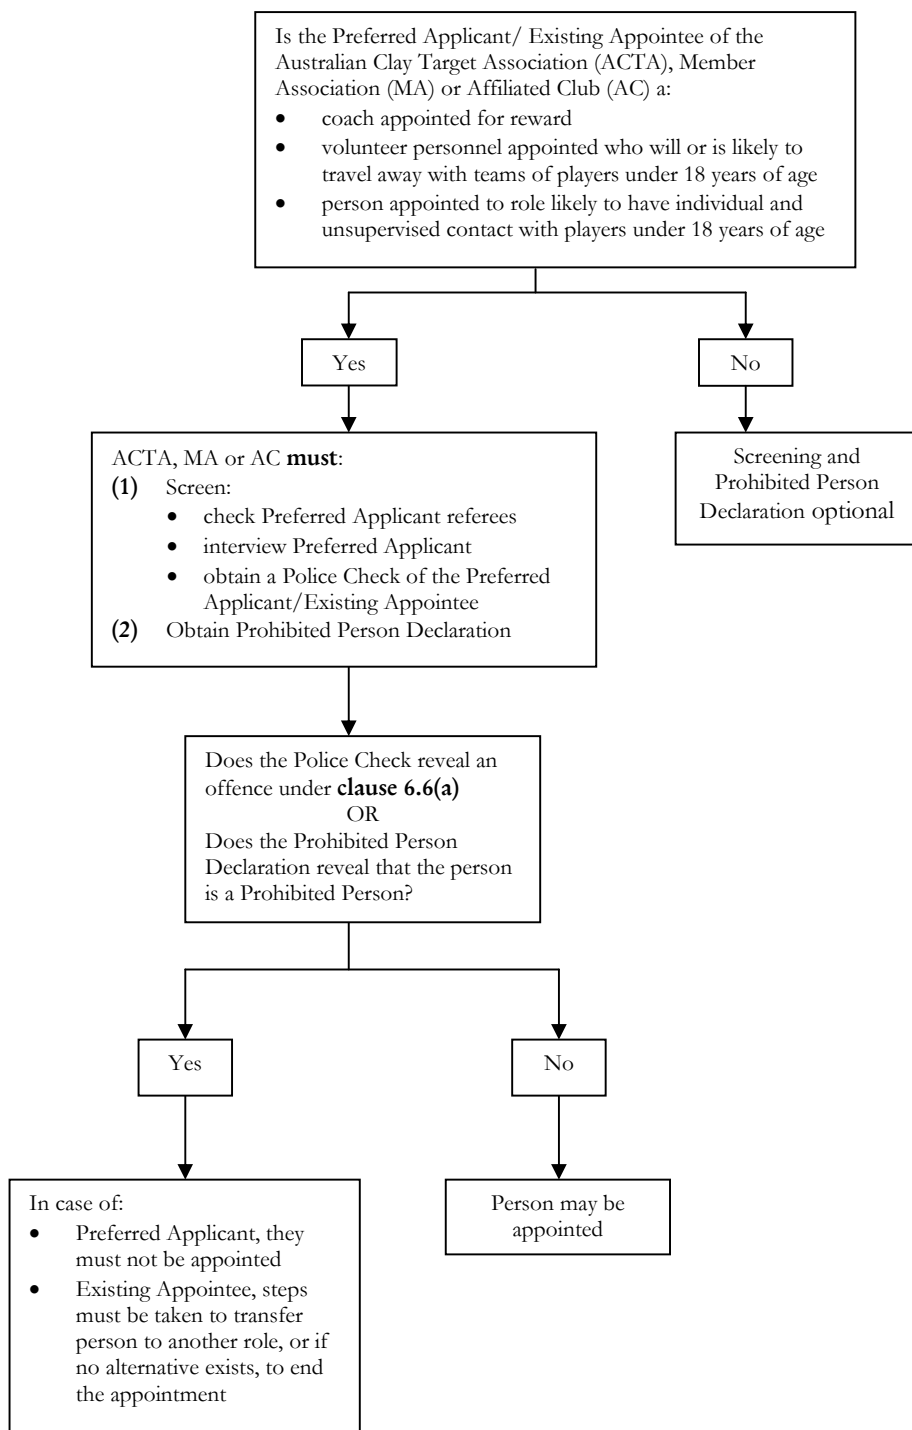 Is the Preferred Applicant/ Existing Appointee of the
Australian Clay Target Association (ACTA), Member
Association (MA) or Affiliated Club (AC) a:
• coach appointed for reward
• volunteer personnel appointed who will or is likely to
travel away with teams of players under 18 years of age
• person appointed to role likely to have individual and
unsupervised contact with players under 18 years of age
Yes
No
ACTA, MA or AC must:
(1) Screen:
• check Preferred Applicant referees
• interview Preferred Applicant
• obtain a Police Check of the Preferred
Applicant/Existing Appointee
(2) Obtain Prohibited Person Declaration
Screening and
Prohibited Person
Declaration optional
Does the Police Check reveal an
offence under clause 6.6(a)
OR
Does the Prohibited Person
Declaration reveal that the person
is a Prohibited Person?
Yes
No
In case of:
• Preferred Applicant, they
must not be appointed
• Existing Appointee, steps
must be taken to transfer
person to another role, or if
no alternative exists, to end
the appointment
Person may be
appointed